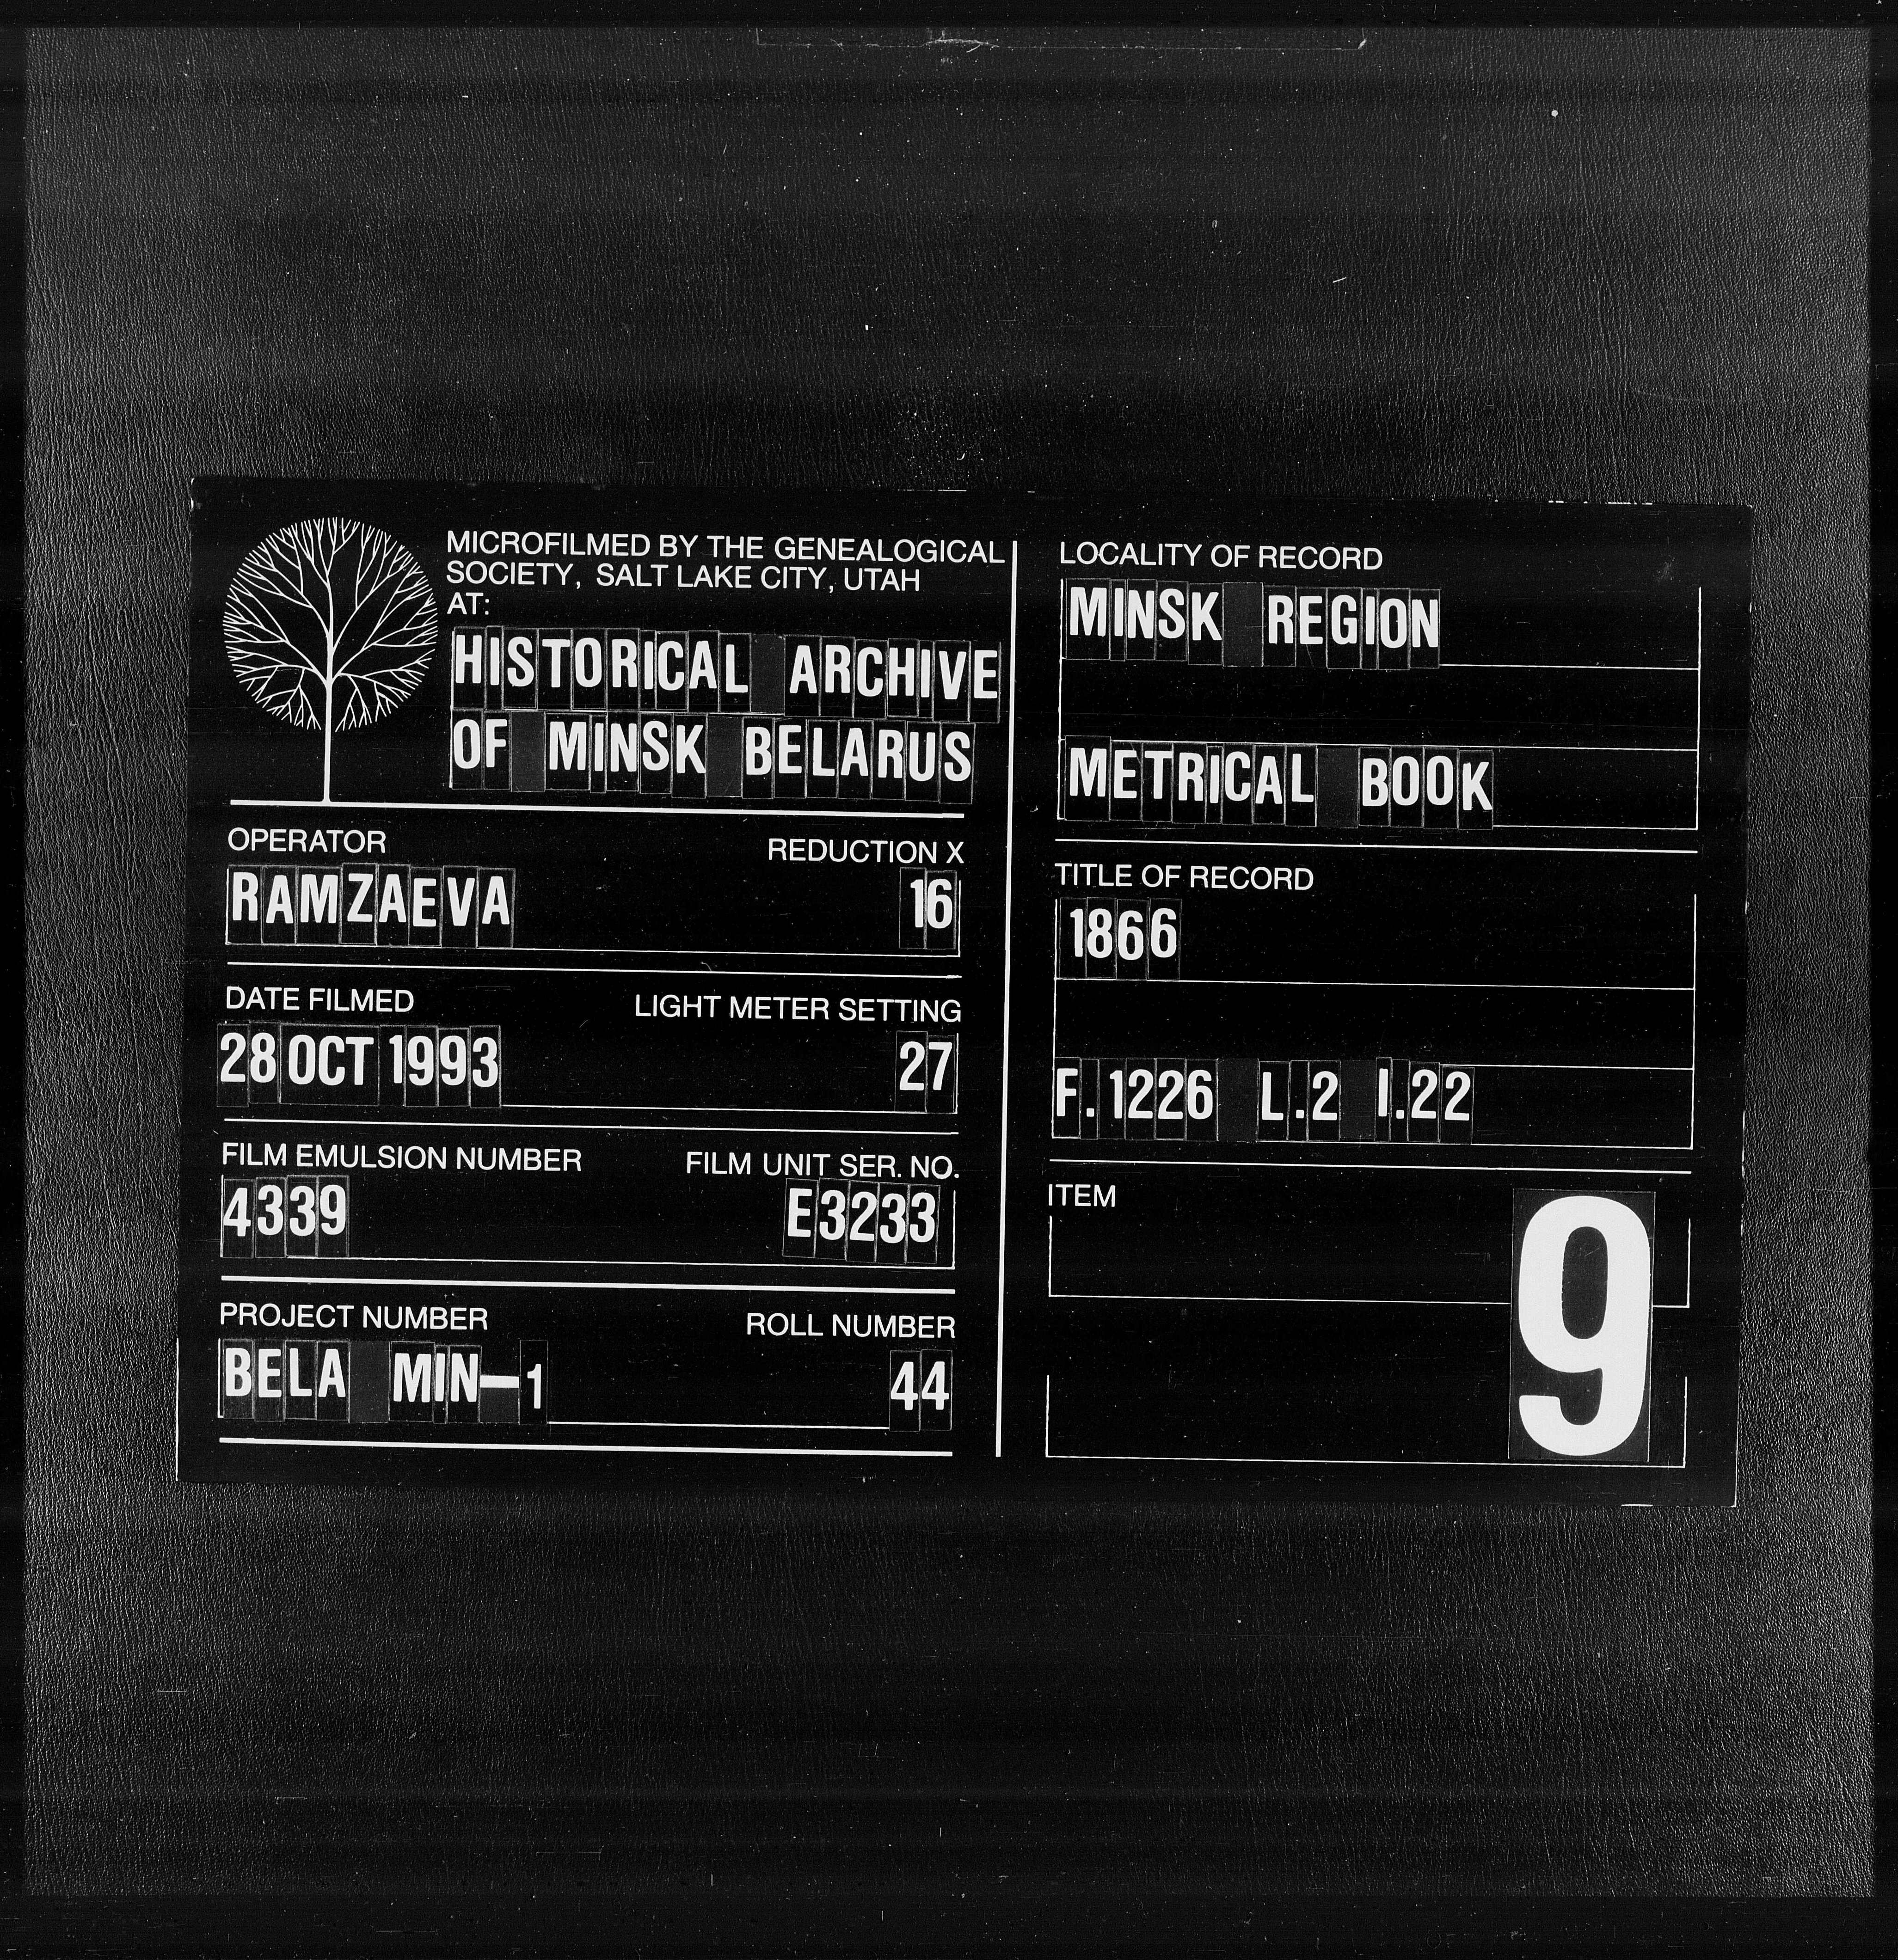 MICROFILMED BY THE GENEALOGICAL
SOCIETY, SALT LAKE CITY, UTAH
AT:
HISTORICAL ARCHIVE
OF MINSK BELARUS
OPERATOR REDUCTION X
RAMZAEVA 16
DATE FILMED LIGHT METER SETTING
28 OCT 1993 27
FILM EMULSION NUMBER FILM UNIT SER. NO.
4339 E3233
PROJECT NUMBER ROLL NUMBER
BELA MIN-1 44
LOCALITY OF RECORD
MINSK REGION
METRICAL BOOK
TITLE OF RECORD
1866
F. 1226 L.2 I.22
ITEM
9